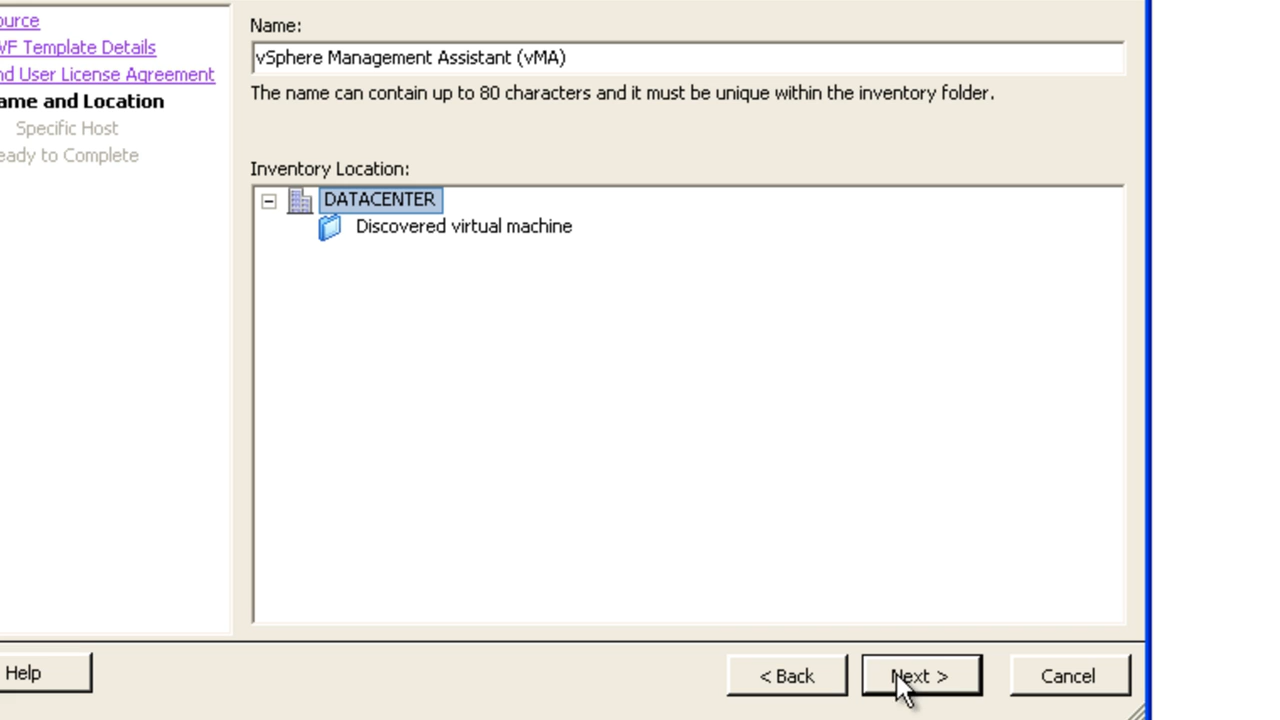 ource
VF Template Details
nd User License Agreement
ame and Location
Specific Host
eady to Complete
Name:
vSphere Management Assistant (vMA)
The name can contain up to 80 characters and it must be unique within the inventory folder.
Inventory Location:
DATACENTER
Discovered virtual machine
Help
< Back
Next >
Cancel